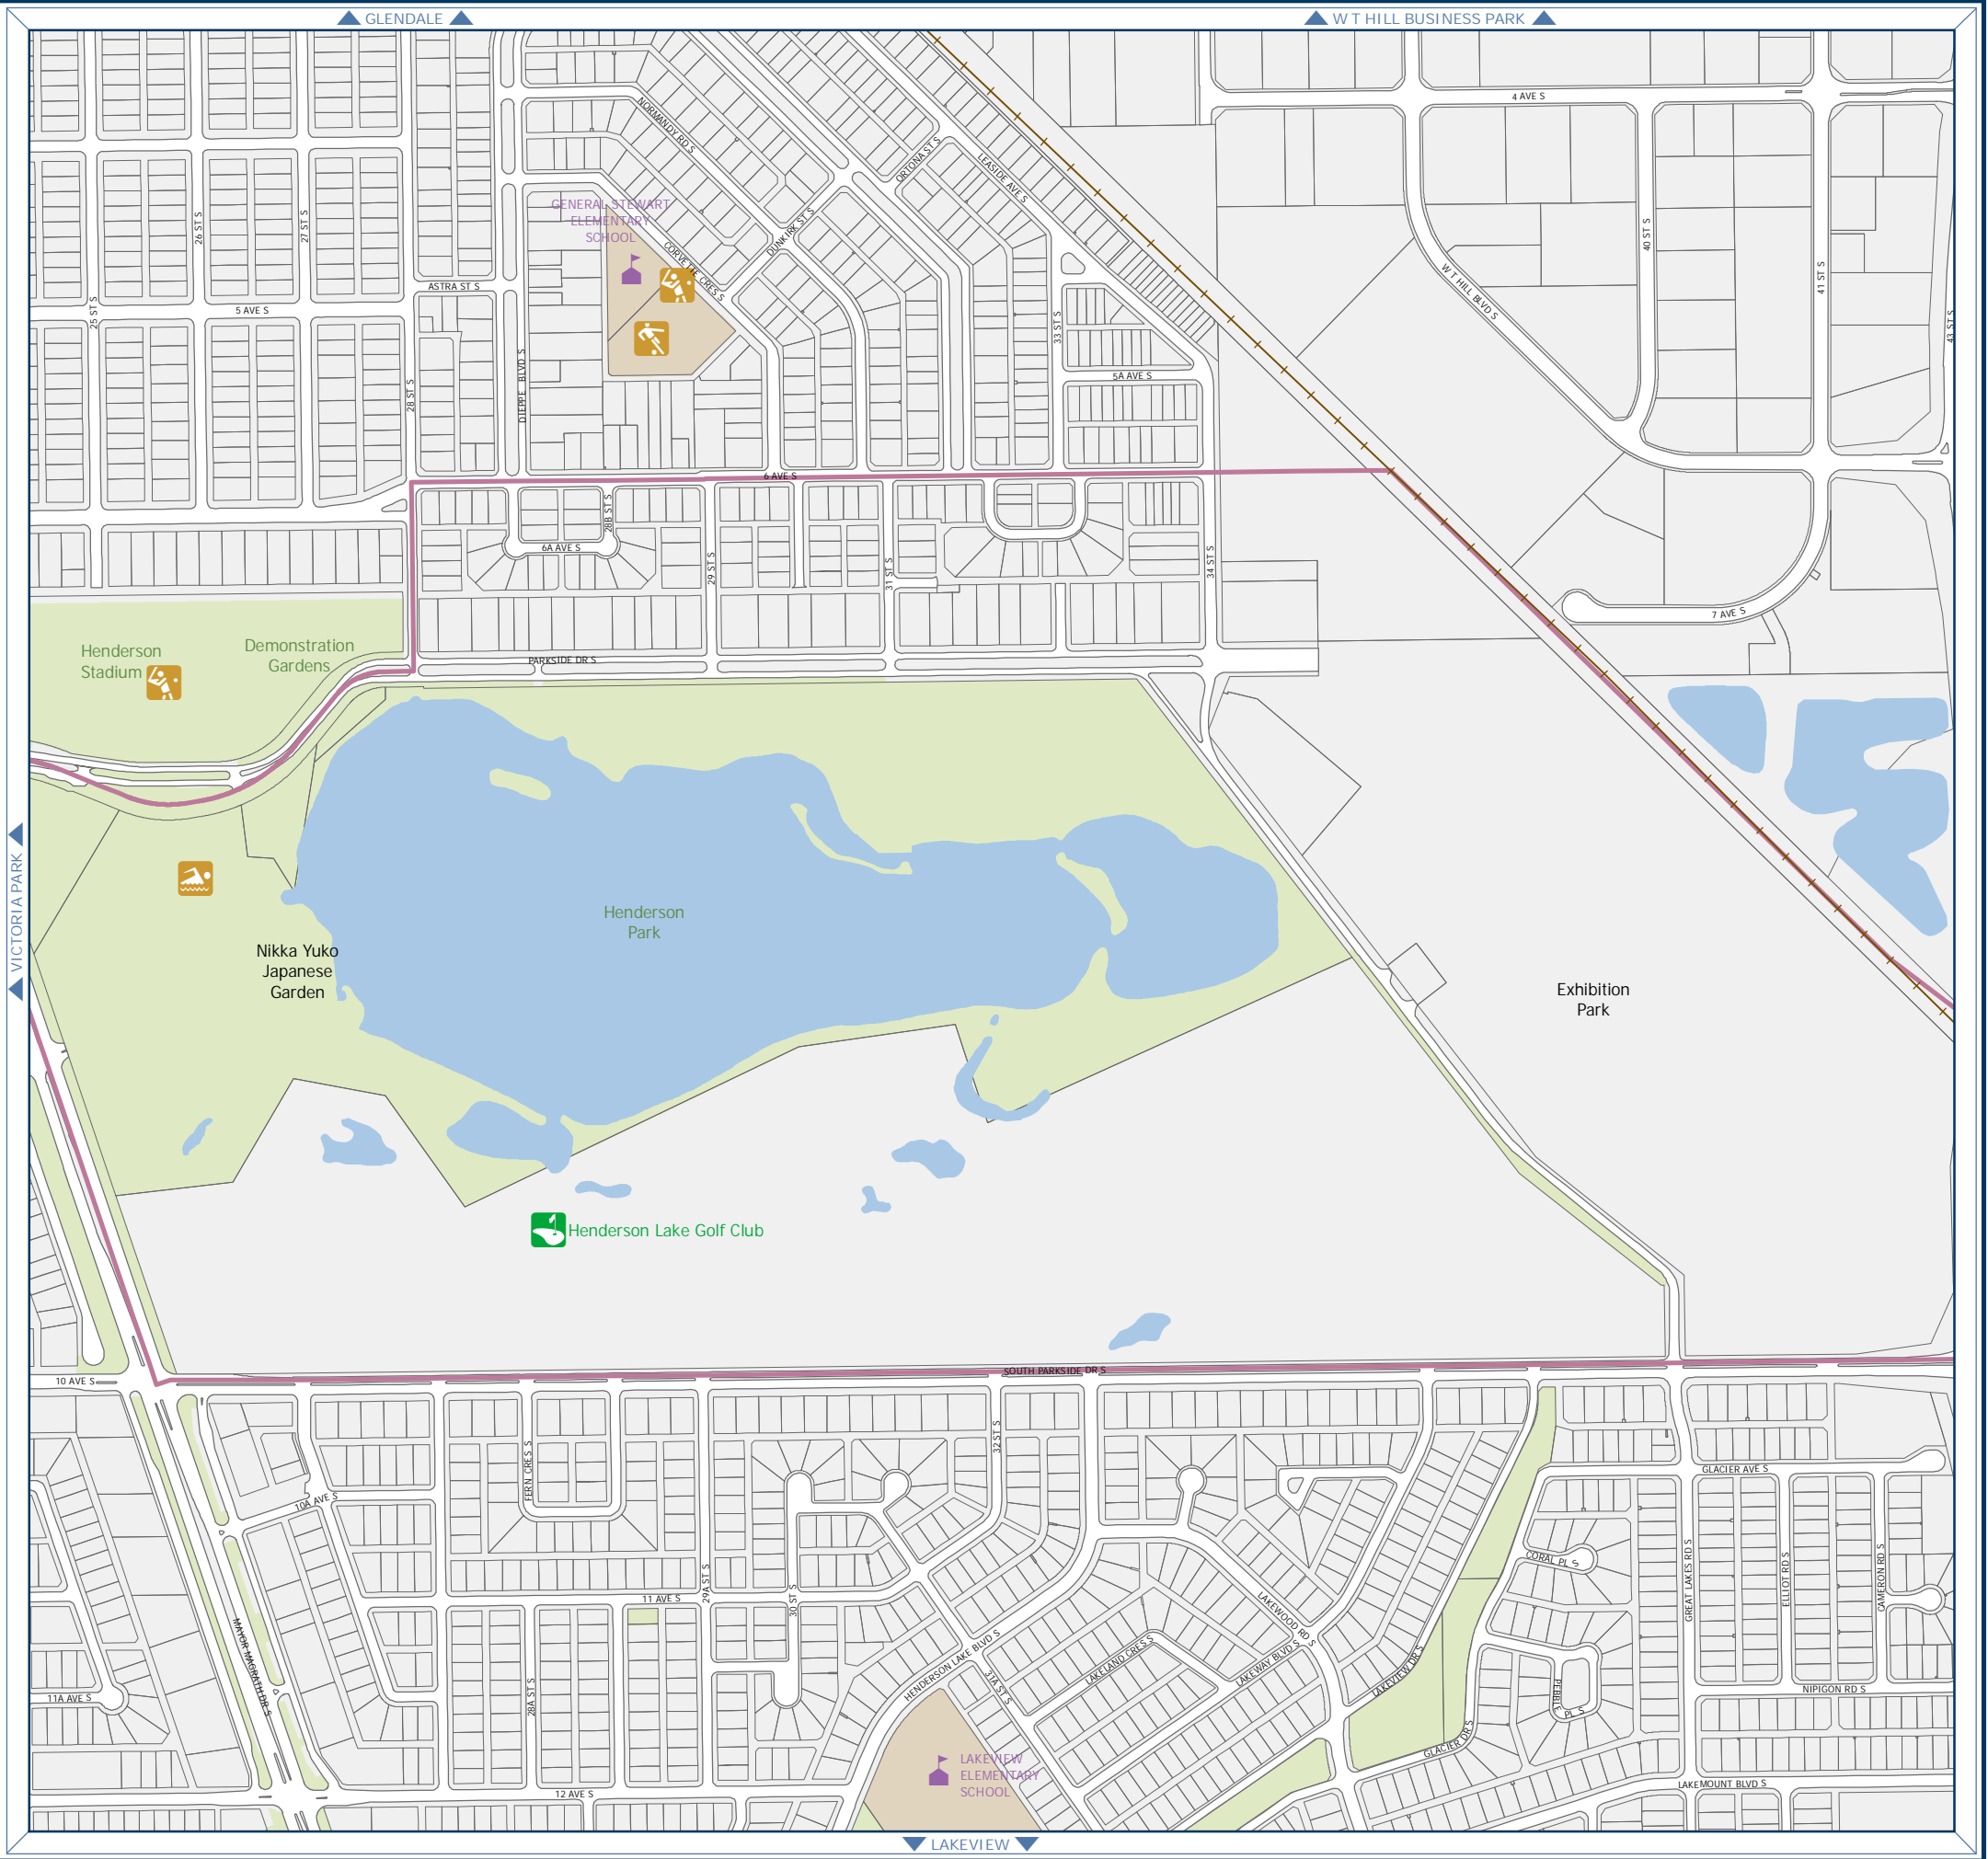 GLENDALE
W T HILL BUSINESS PARK
4 AVE S
NORMANDY RD S
ORTONA ST S
LEASIDE AVE S
GENERAL STEWART
ELEMENTARY
SCHOOL
26 ST S
27 ST S
DUNKIRK ST S
CORVETTE CRES S
40 ST S
41 ST S
43 ST S
W T HILL BLVD S
ASTRA ST S
25 ST S
5 AVE S
33 ST S
5A AVE S
28 ST S
DIEPPE BLVD S
6 AVE S
28B ST S
6A AVE S
29 ST S
31 ST S
34 ST S
7 AVE S
Henderson
Stadium
Demonstration
Gardens
PARKSIDE DR S
VICTORIA PARK
Henderson
Park
Nikka Yuko
Japanese
Garden
Exhibition
Park
Henderson Lake Golf Club
SOUTH PARKSIDE DR S
10 AVE S
32 ST S
FERN CRES S
10A AVE S
GLACIER AVE S
CORAL PL S
GREAT LAKES RD S
ELLIOT RD S
CAMERON RD S
29A ST S
30 ST S
11 AVE S
LAKEWOOD RD S
MAYOR MAGRATH DR S
HENDERSON LAKE BLVD S
LAKELAND CRES S
LAKEWAY BLVD S
LAKEVIEW DR S
31A ST S
28A ST S
11A AVE S
PEBBLE
PL S
NIPIGON RD S
GLACIER DR S
LAKEVIEW
ELEMENTARY
SCHOOL
LAKEMOUNT BLVD S
12 AVE S
LAKEVIEW